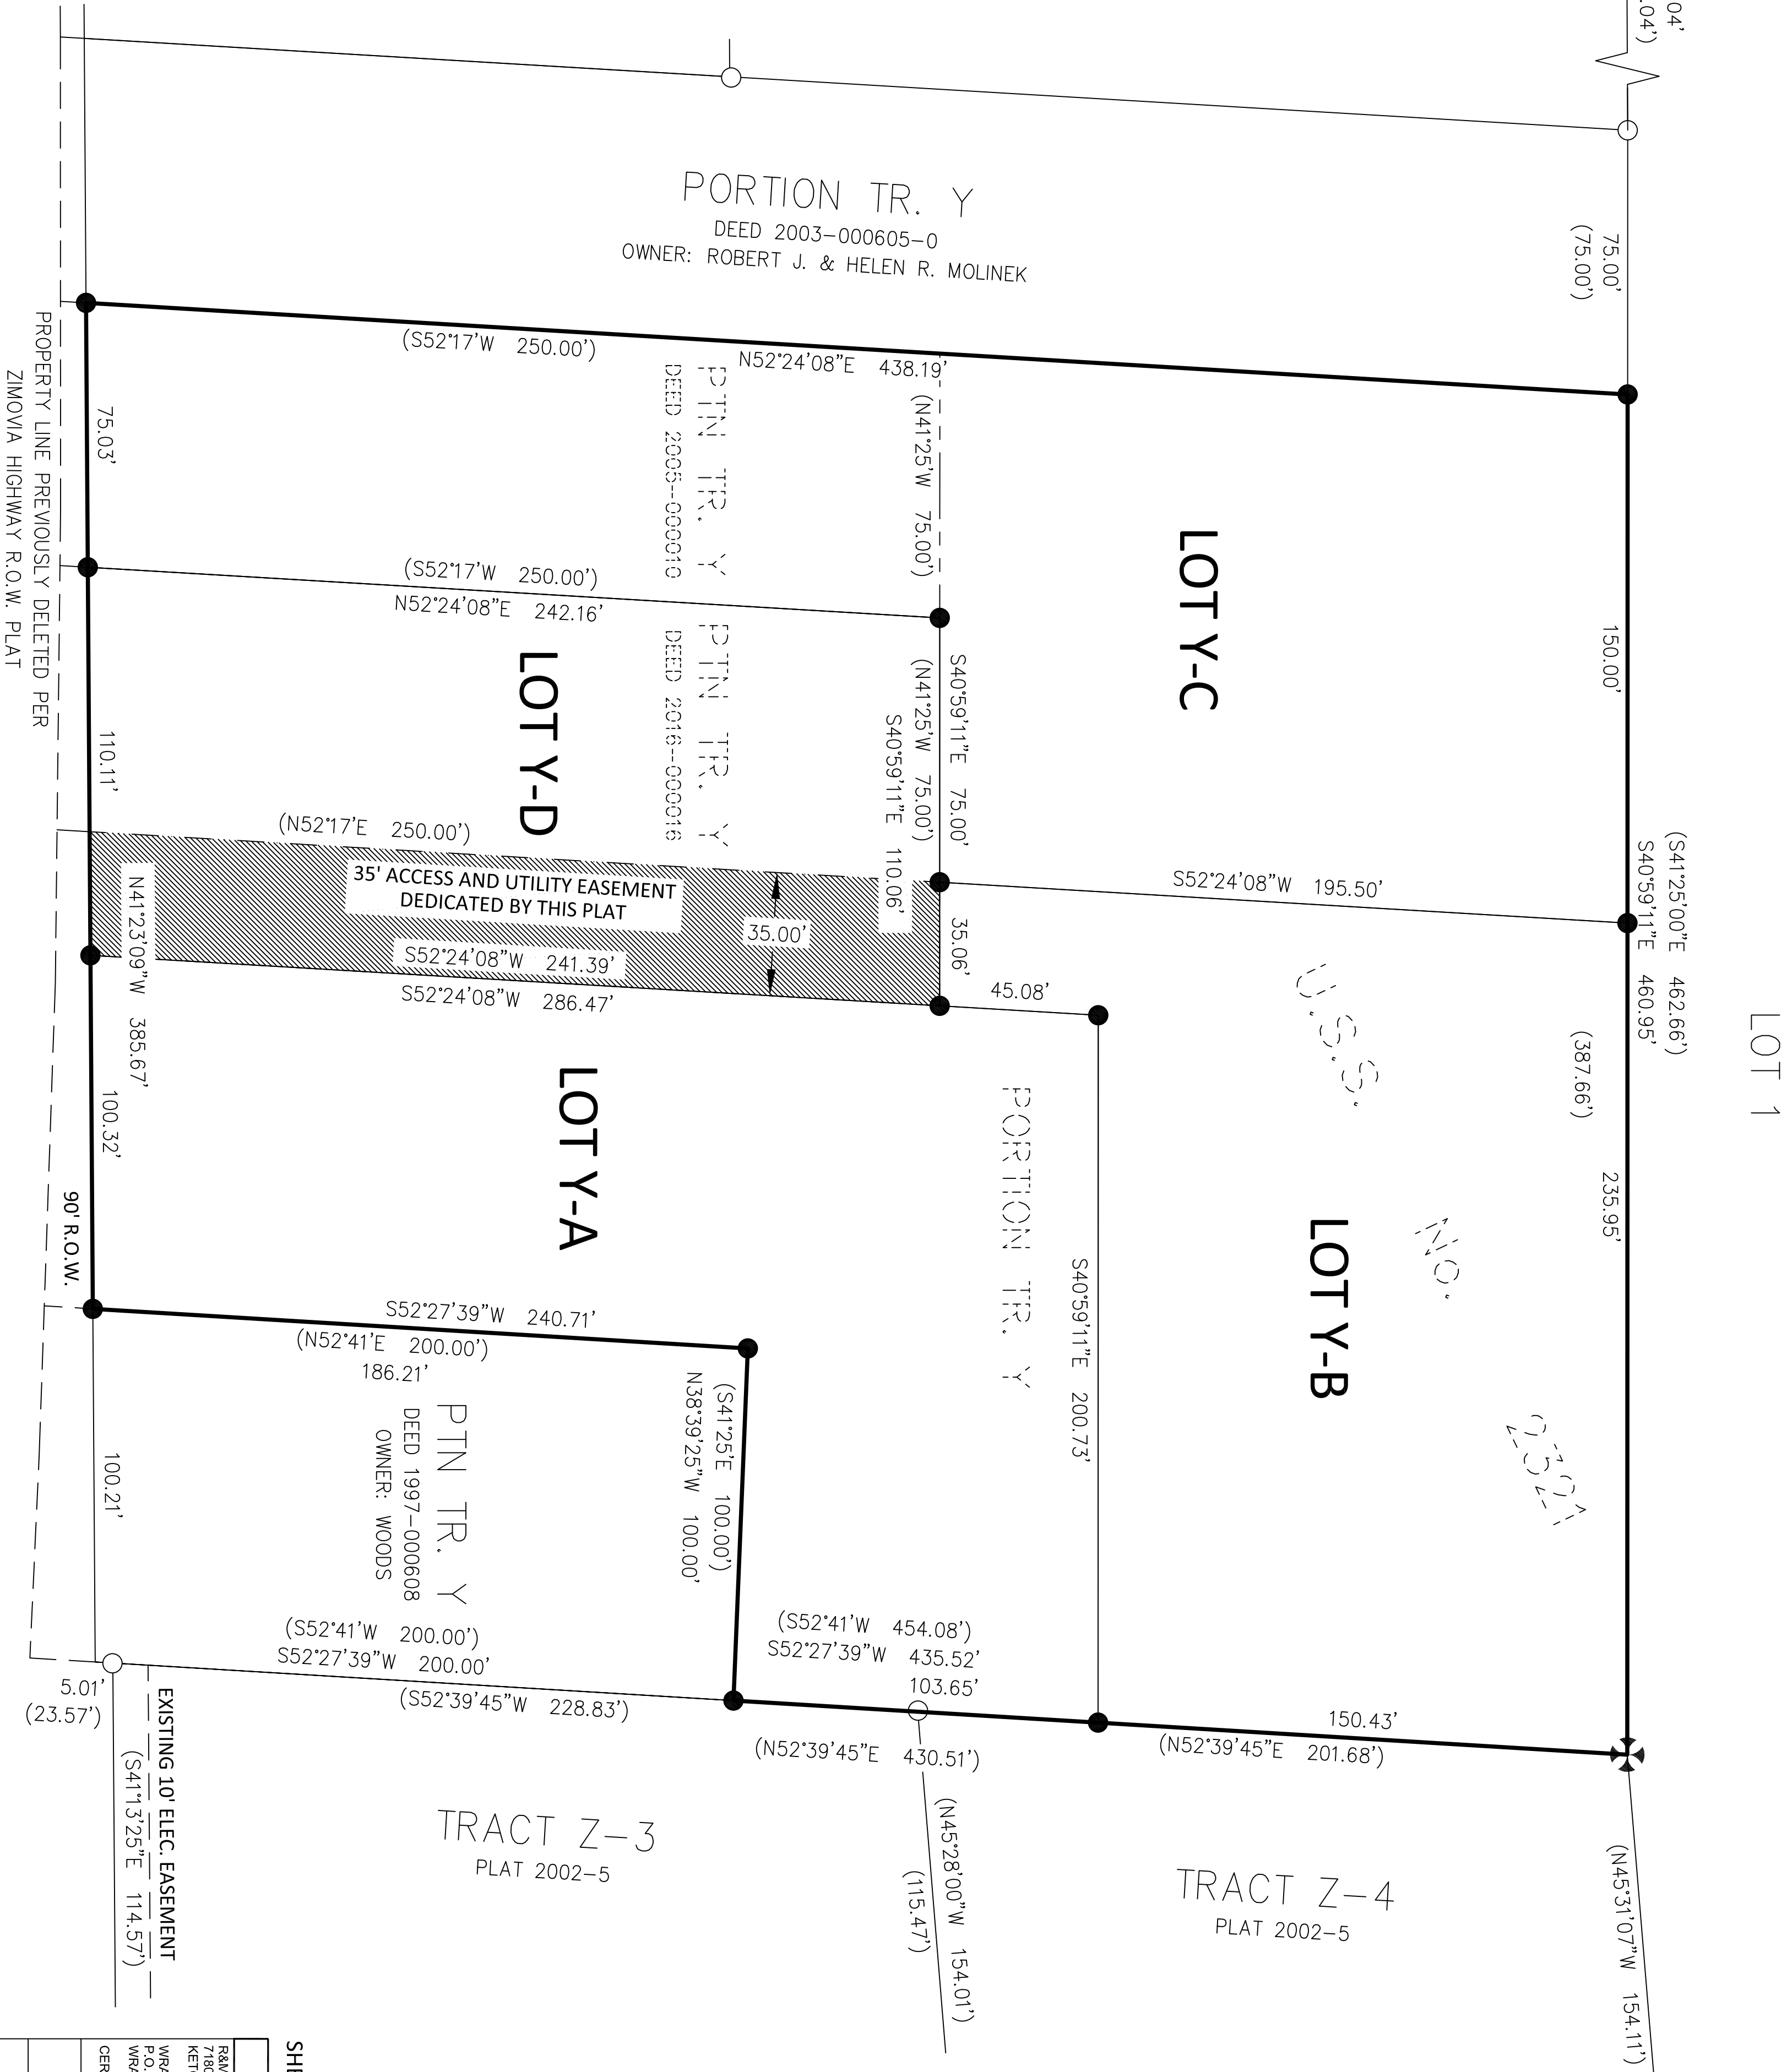 04'
.04')
LOT 1
75.00'
(75.00')
150.00'
(S41°25'00"E 462.66')
S40°59'11"E 460.95'
(387.66')
235.95'
PORTION TR. Y
DEED 2003-000605-0
OWNER: ROBERT J. & HELEN R. MOLINEK
(S52°17'W 250.00')
N52°24'08"E 438.19'
LOT Y-C
(N41°25'W 75.00')
PTN TR. Y
DEED 2005-000010
75.03'
(S52°17'W 250.00')
N52°24'08"E 242.16'
S40°59'11"E 75.00'
(N41°25'W 75.00')
S40°59'11"E 110.06'
PTN TR. Y
DEED 2016-000016
LOT Y-D
110.11'
S52°24'08"W 195.50'
(N52°17'E 250.00')
35' ACCESS AND UTILITY EASEMENT
DEDICATED BY THIS PLAT
35.00'
35.06'
S52°24'08"W 241.39'
S52°24'08"W 286.47'
45.08'
N41°23'09"W 385.67'
U.S.S.
NO.
2321
LOT Y-B
PORTION TR. Y
S40°59'11"E 200.73'
LOT Y-A
100.32'
90' R.O.W.
PROPERTY LINE PREVIOUSLY DELETED PER
ZIMOVIA HIGHWAY R.O.W. PLAT
S52°27'39"W 240.71'
(N52°41'E 200.00')
186.21'
(S41°25'E 100.00')
N38°39'25"W 100.00'
PTN TR. Y
DEED 1997-000608
OWNER: WOODS
100.21'
(S52°41'W 200.00')
S52°27'39"W 200.00'
(S52°39'45"W 228.83')
(S52°41'W 454.08')
S52°27'39"W 435.52'
103.65'
(N52°39'45"E 430.51')
150.43'
(N52°39'45"E 201.68')
5.01'
(23.57')
EXISTING 10' ELEC. EASEMENT
(S41°13'25"E 114.57')
TRACT Z-3
PLAT 2002-5
(N45°28'00"W 154.01')
(115.47')
TRACT Z-4
PLAT 2002-5
(N45°31'07"W 154.11')
SHE
R&M
7180
KET
WRA
P.O.
WRA
CER